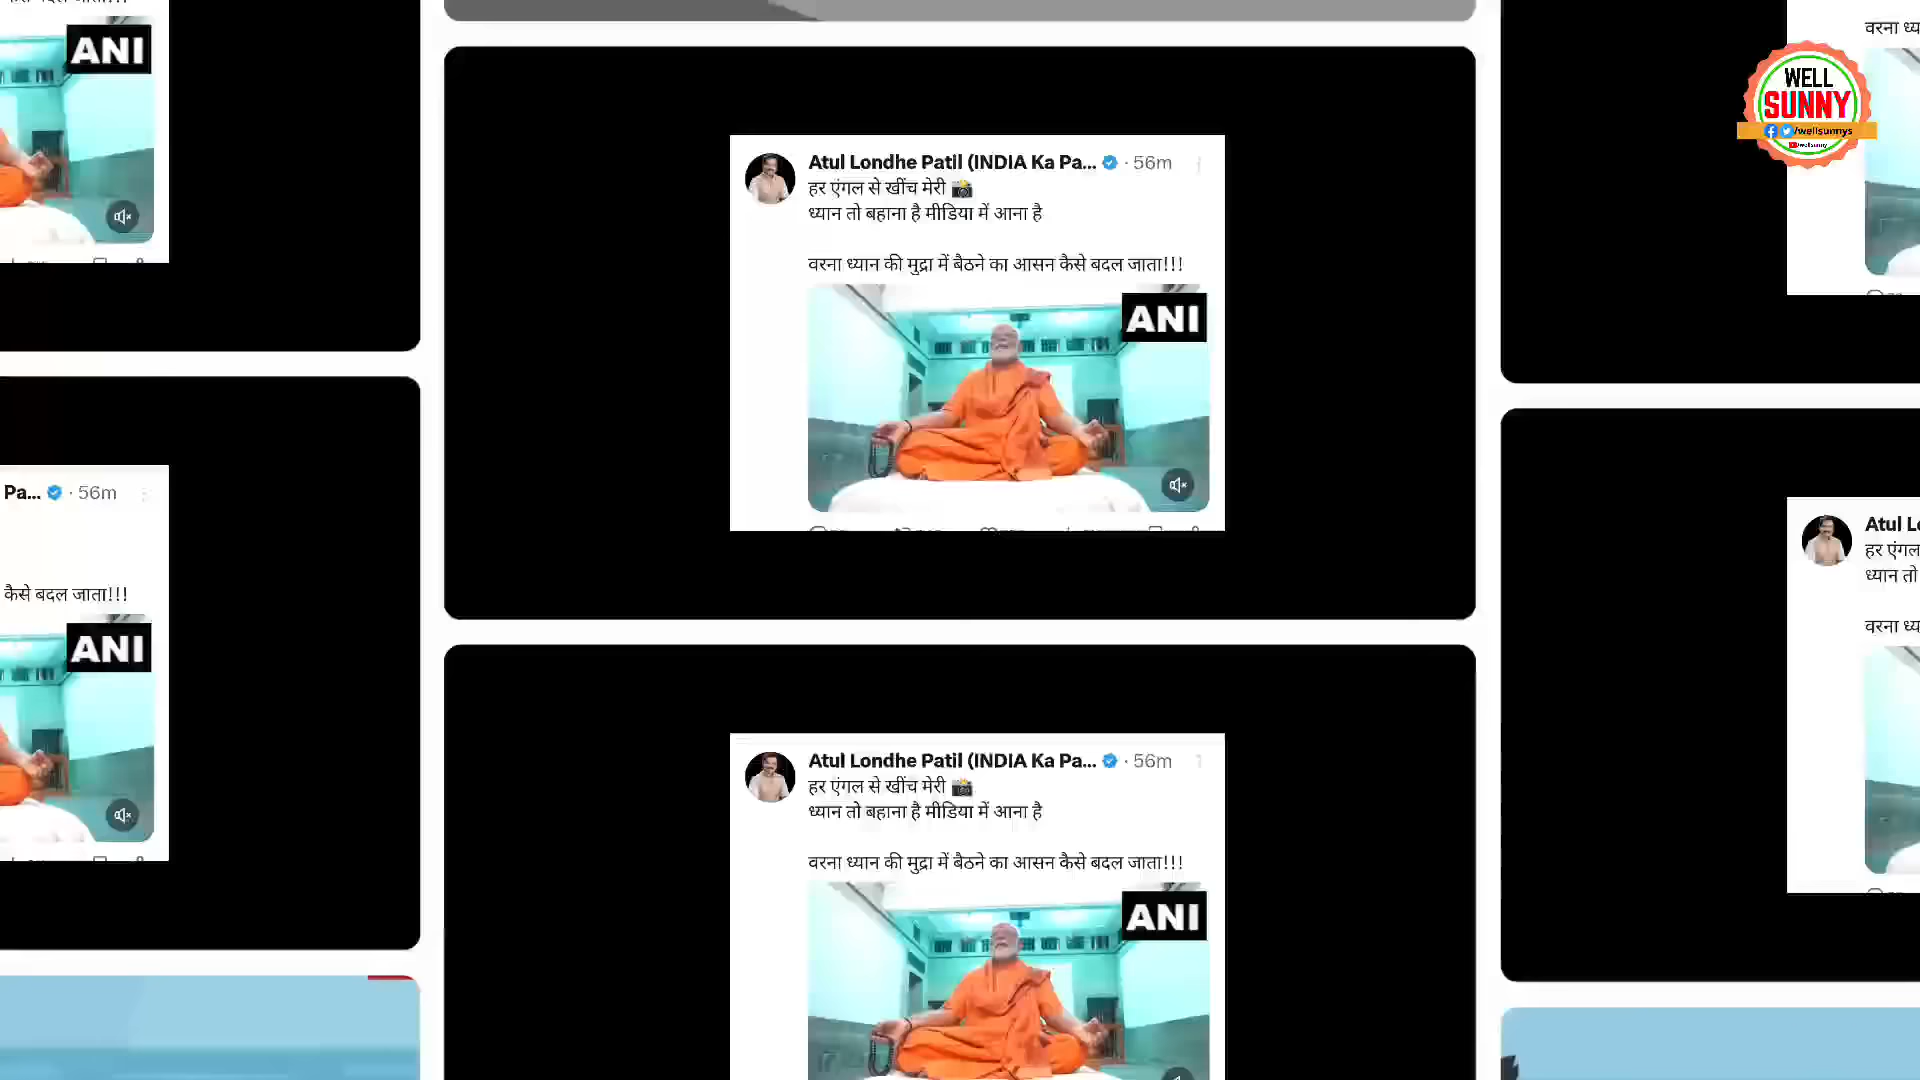 ANI
Pa... · 56m
कैसे बदल जाता!!!
ANI
Atul Londhe Patil (INDIA Ka Pa... · 56m
हर एंगल से खींच मेरी 📸
ध्यान तो बहाना है मीडिया में आना है
वरना ध्यान की मुद्रा में बैठने का आसन कैसे बदल जाता!!!
ANI
Atul Londhe Patil (INDIA Ka Pa... · 56m
हर एंगल से खींच मेरी 📸
ध्यान तो बहाना है मीडिया में आना है
वरना ध्यान की मुद्रा में बैठने का आसन कैसे बदल जाता!!!
ANI
वरना
WELL
SUNNY
/wellsunnys
/wellsunny
Atul
हर एंगल
ध्यान तो
वरना